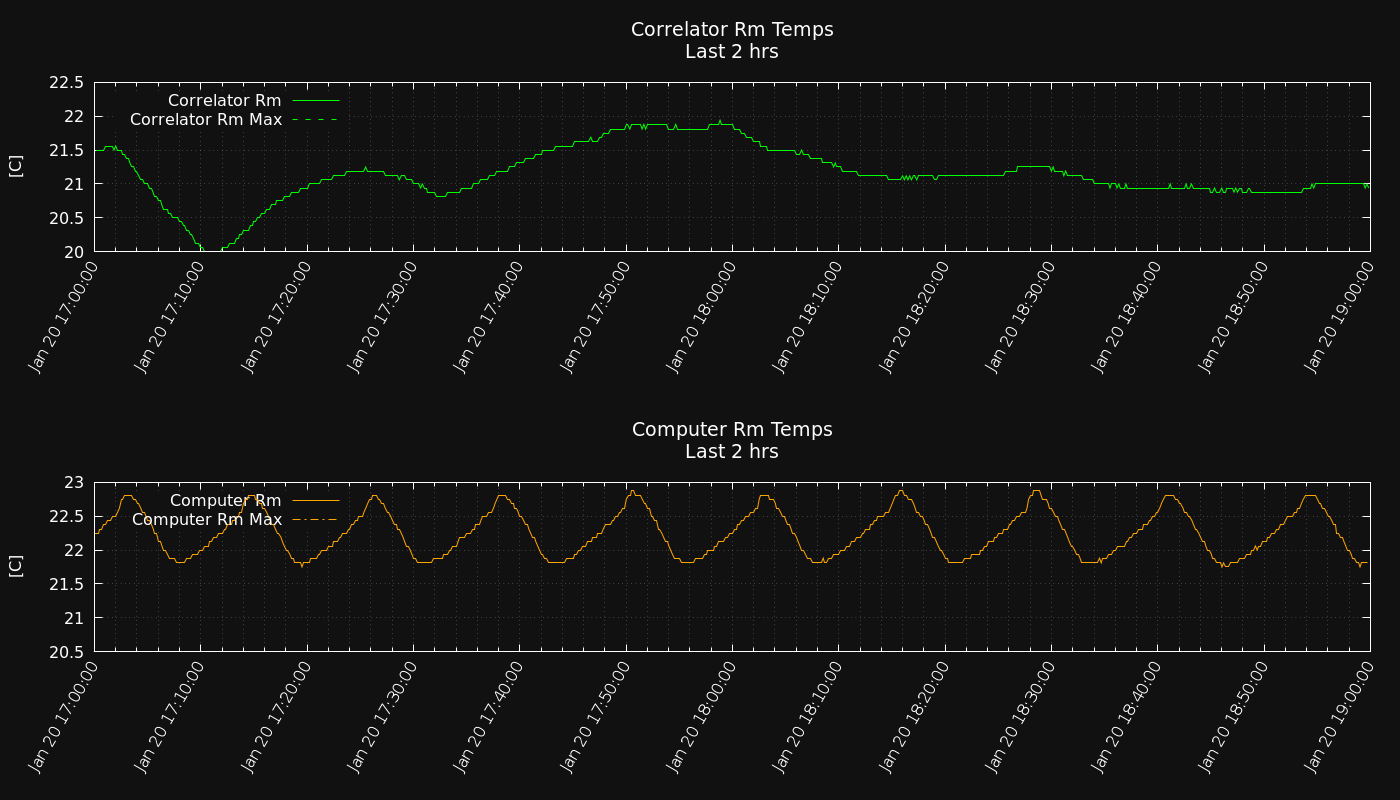 Correlator Rm Temps
Last 2 hrs
22.5
22
21.5
21
20.5
20
[C]
Correlator Rm
Correlator Rm Max
Jan 20 17:00:00
Jan 20 17:10:00
Jan 20 17:20:00
Jan 20 17:30:00
Jan 20 17:40:00
Jan 20 17:50:00
Jan 20 18:00:00
Jan 20 18:10:00
Jan 20 18:20:00
Jan 20 18:30:00
Jan 20 18:40:00
Jan 20 18:50:00
Jan 20 19:00:00
Computer Rm Temps
Last 2 hrs
23
22.5
22
21.5
21
20.5
[C]
Computer Rm
Computer Rm Max
Jan 20 17:00:00
Jan 20 17:10:00
Jan 20 17:20:00
Jan 20 17:30:00
Jan 20 17:40:00
Jan 20 17:50:00
Jan 20 18:00:00
Jan 20 18:10:00
Jan 20 18:20:00
Jan 20 18:30:00
Jan 20 18:40:00
Jan 20 18:50:00
Jan 20 19:00:00